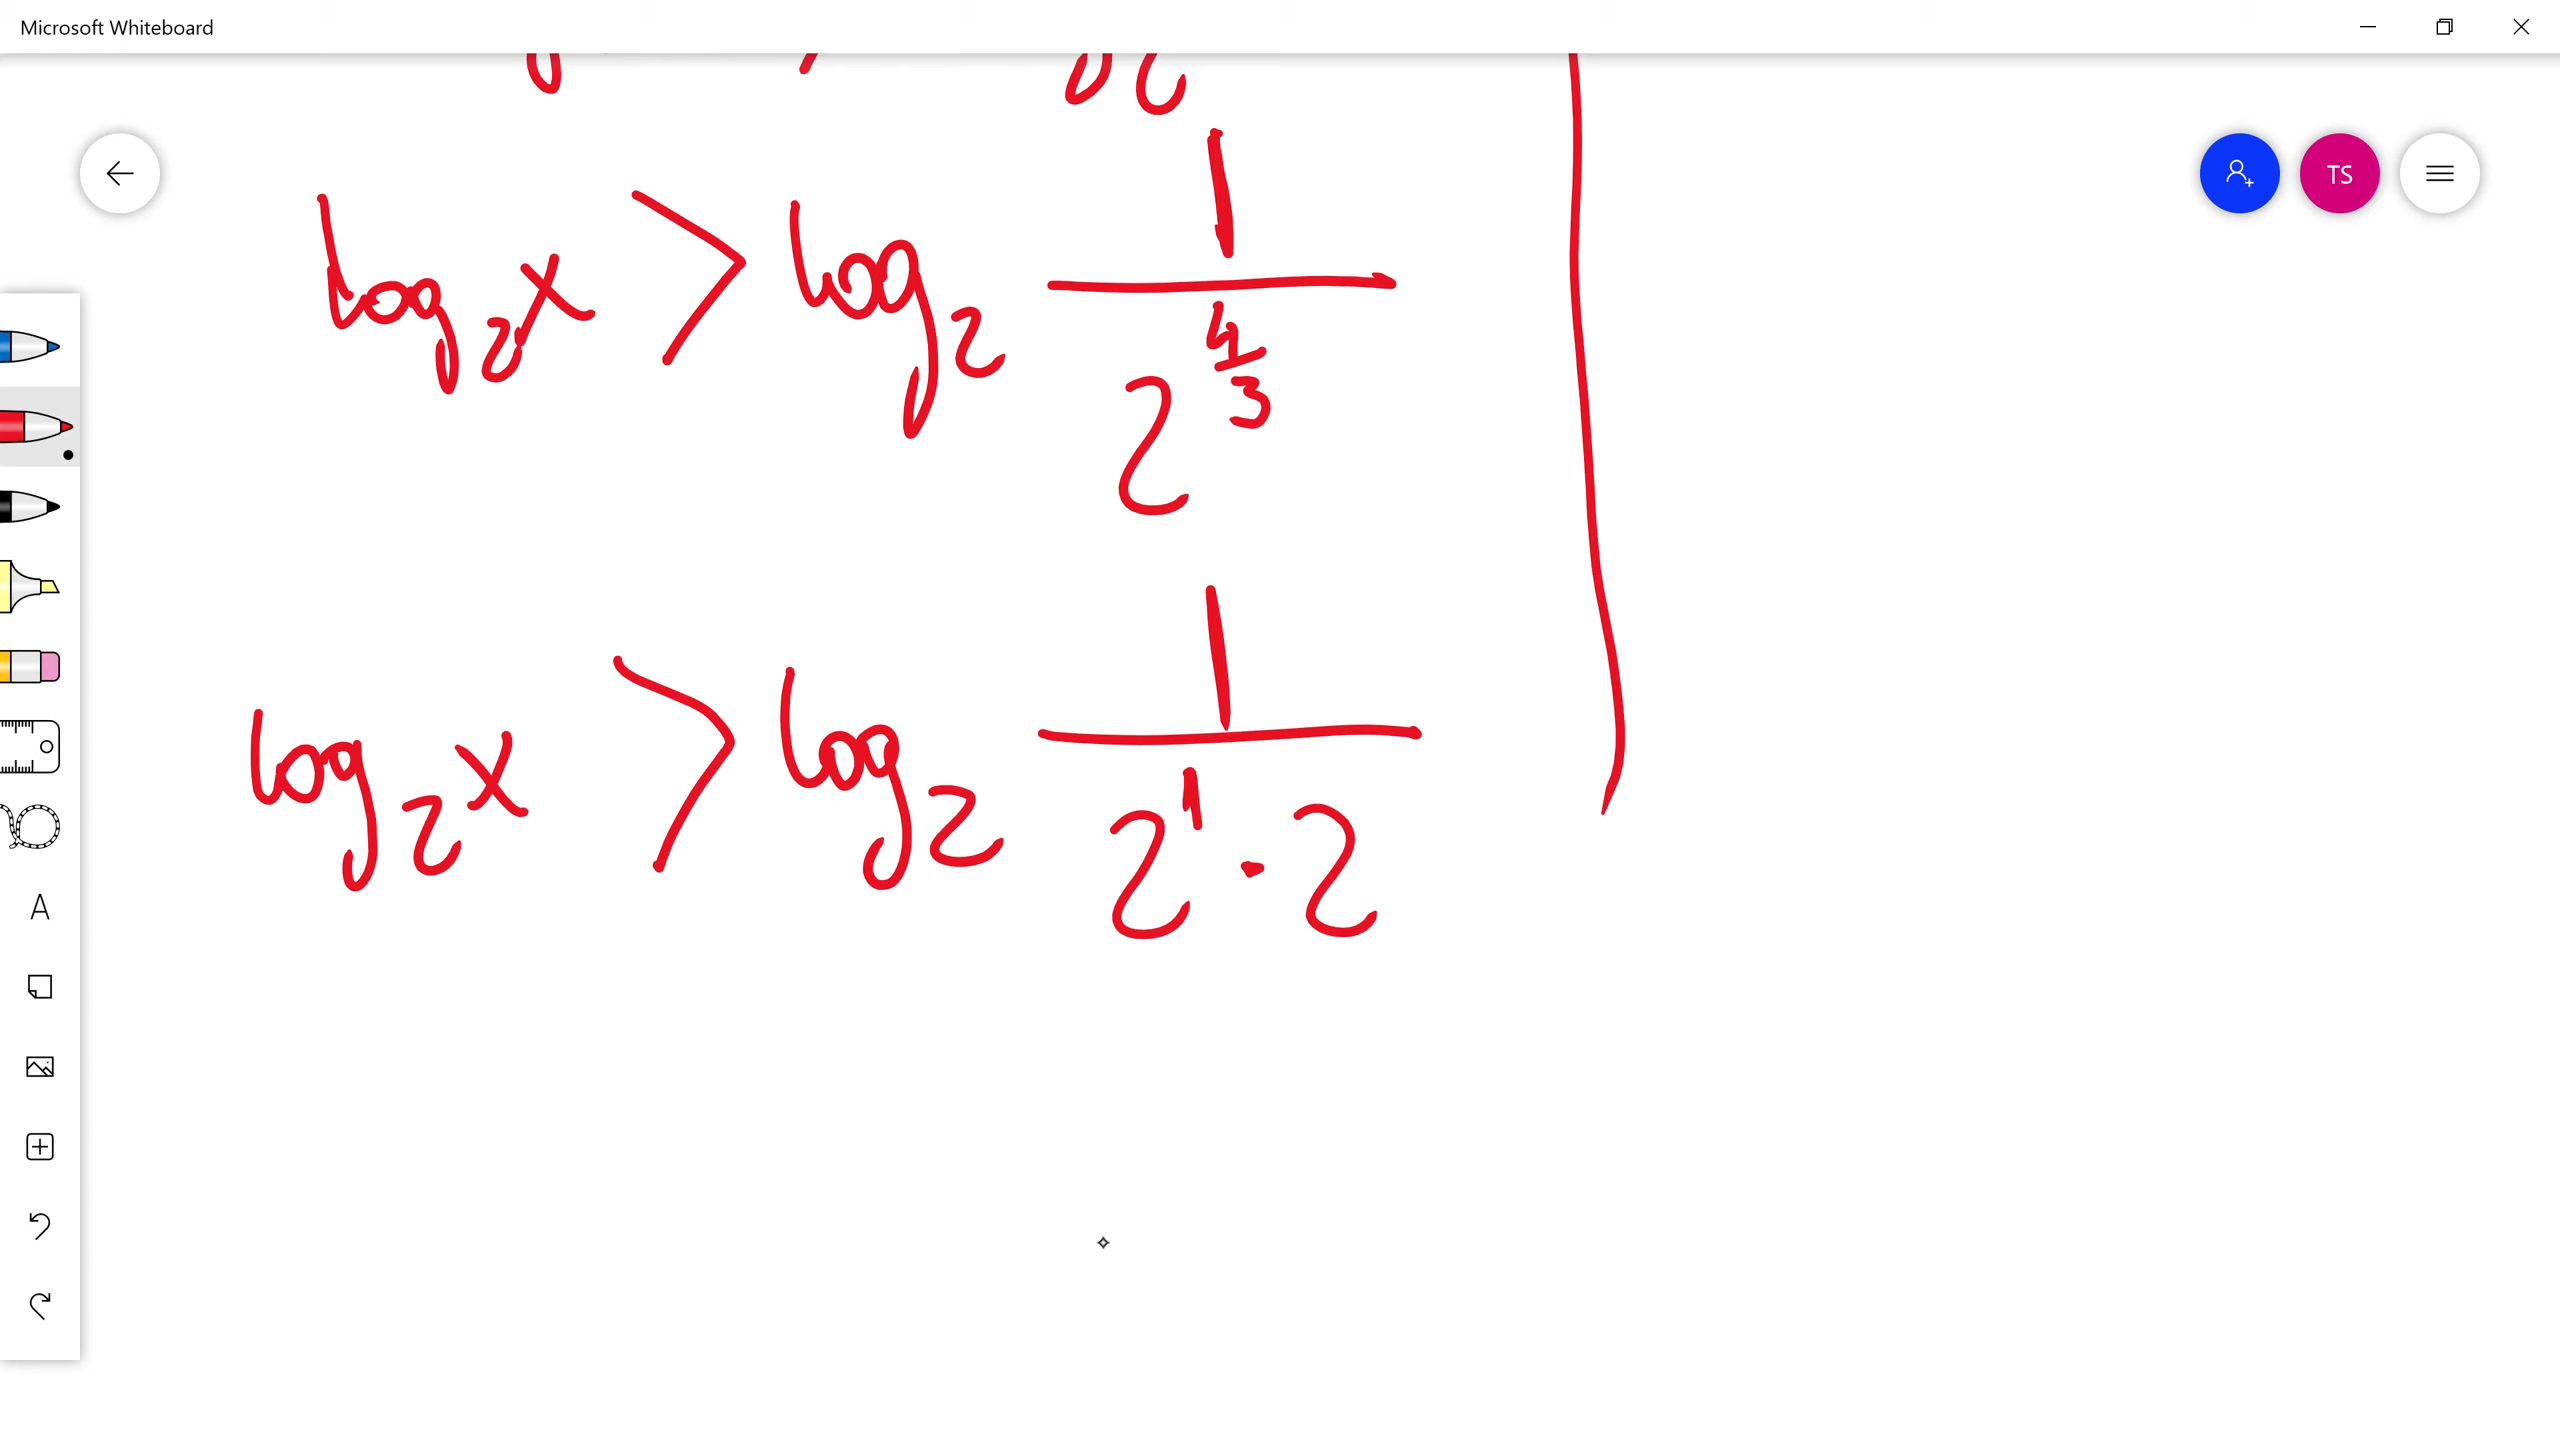 Microsoft Whiteboard
TS
log₂x > log₂ 1/2^(4/3)
log₂x > log₂ 1/(2¹·2)
A